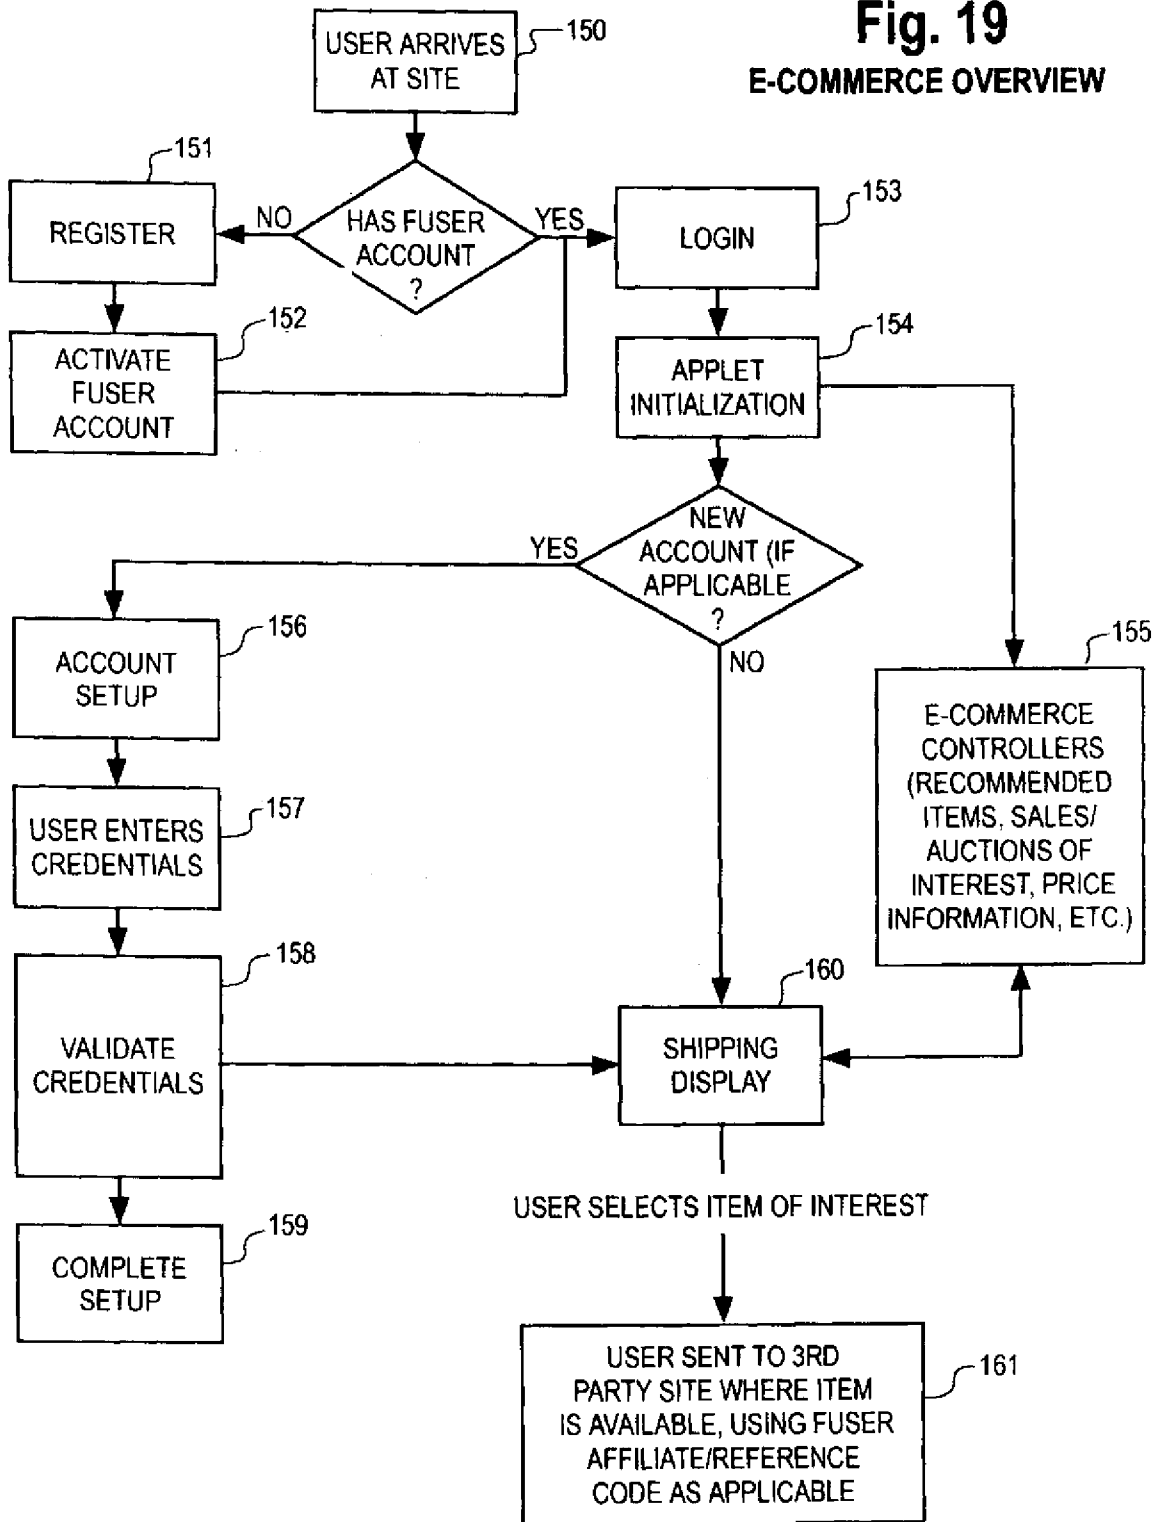 Fig. 19
E-COMMERCE OVERVIEW
USER ARRIVES
AT SITE
150
151
REGISTER
NO
HAS FUSER
ACCOUNT
?
YES
153
LOGIN
152
ACTIVATE
FUSER
ACCOUNT
154
APPLET
INITIALIZATION
NEW
ACCOUNT (IF
APPLICABLE
?
YES
NO
156
ACCOUNT
SETUP
155
E-COMMERCE
CONTROLLERS
(RECOMMENDED
ITEMS, SALES/
AUCTIONS OF
INTEREST, PRICE
INFORMATION, ETC.)
157
USER ENTERS
CREDENTIALS
158
VALIDATE
CREDENTIALS
160
SHIPPING
DISPLAY
159
COMPLETE
SETUP
USER SELECTS ITEM OF INTEREST
161
USER SENT TO 3RD
PARTY SITE WHERE ITEM
IS AVAILABLE, USING FUSER
AFFILIATE/REFERENCE
CODE AS APPLICABLE